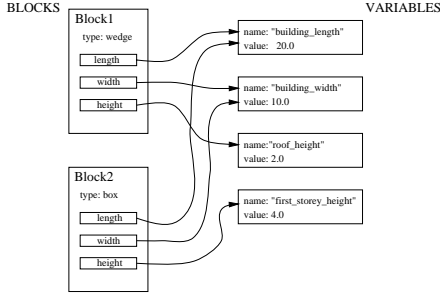 BLOCKS
VARIABLES
Block1
type: wedge
length
width
height
Block2
type: box
length
width
height
name: "building_length"
value: 20.0
name: "building_width"
value: 10.0
name:"roof_height"
value: 2.0
name: "first_storey_height"
value: 4.0